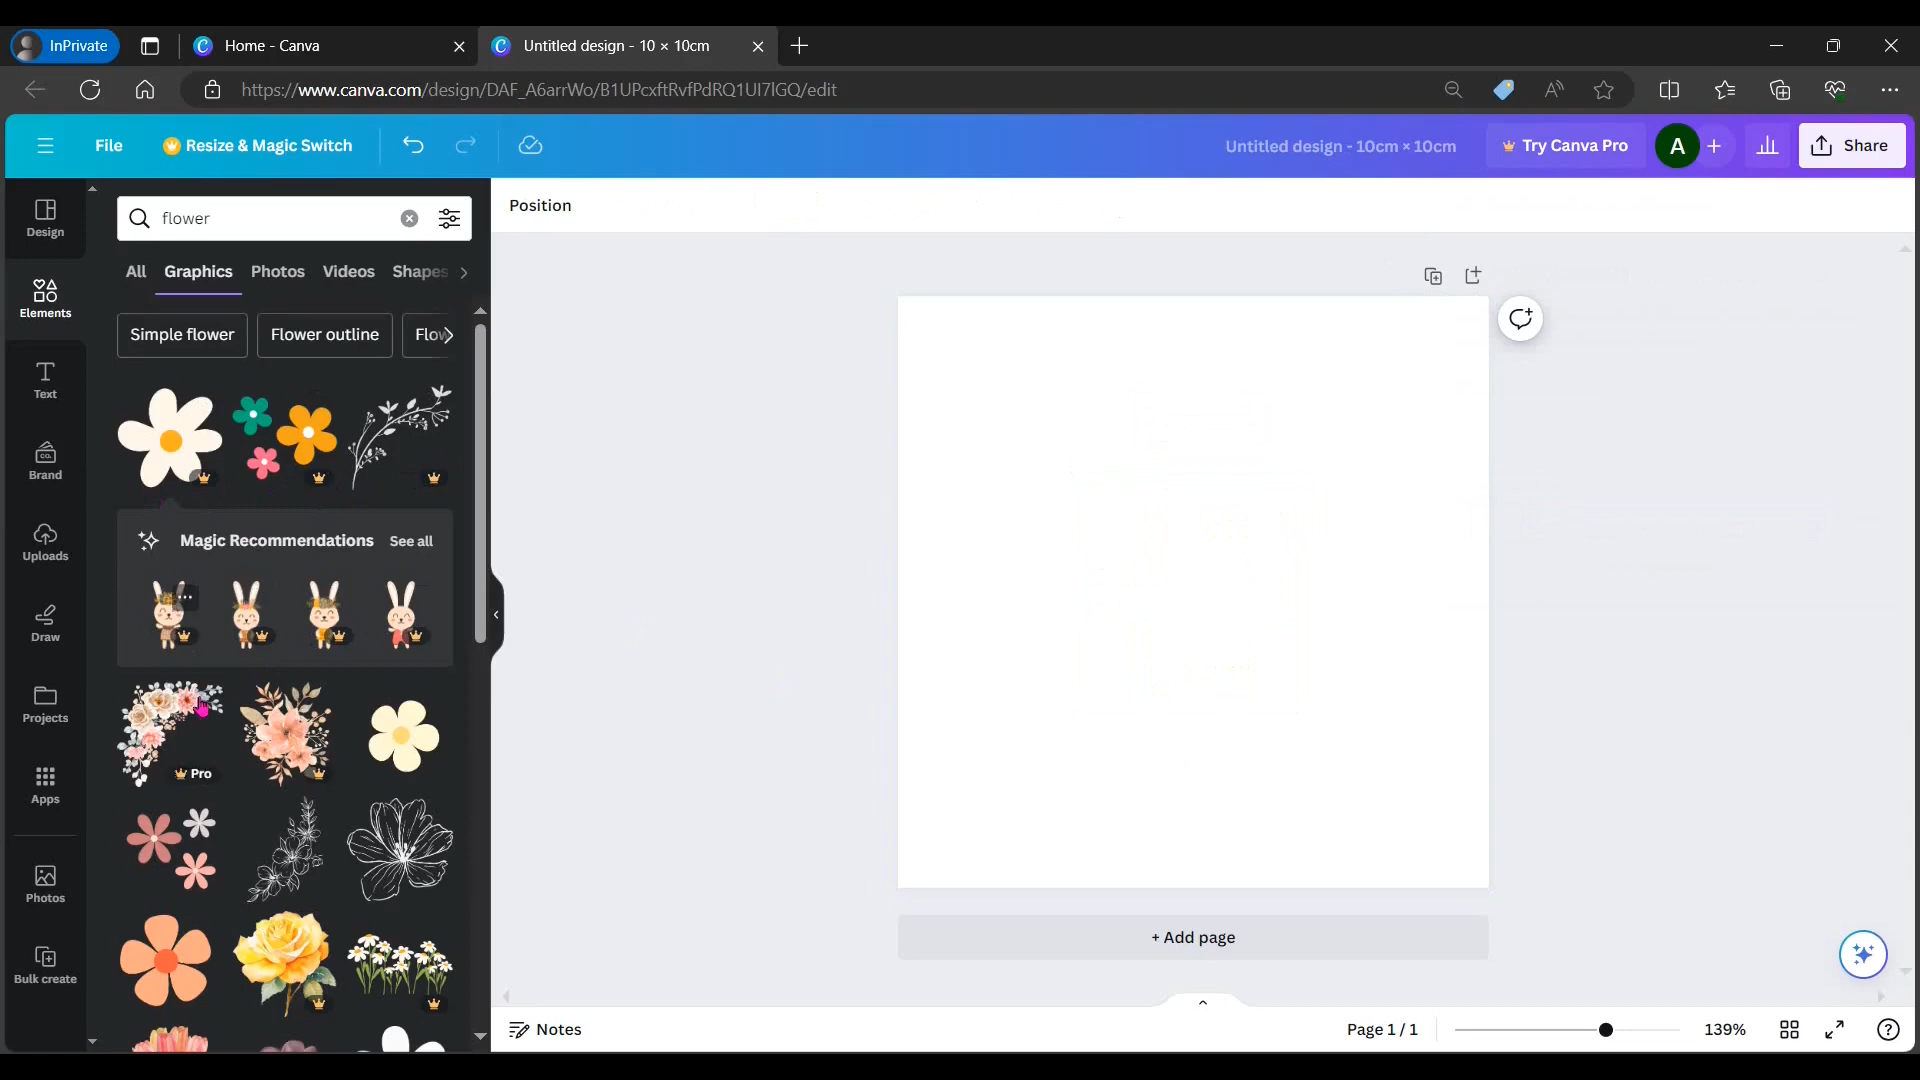 InPrivate
Home - Canva
Untitled design - 10 × 10cm
https://www.canva.com/design/DAF_A6arrWo/B1UPcxftRvfPdRQ1UI7lGQ/edit
File
Resize & Magic Switch
Untitled design - 10cm × 10cm
Try Canva Pro
A
Share
Design
Elements
Text
Brand
Uploads
Draw
Projects
Apps
Photos
Bulk create
flower
All Graphics Photos Videos Shapes
Simple flower
Flower outline
Flow
Magic Recommendations
See all
Pro
Position
+ Add page
Notes
Page 1 / 1
139%